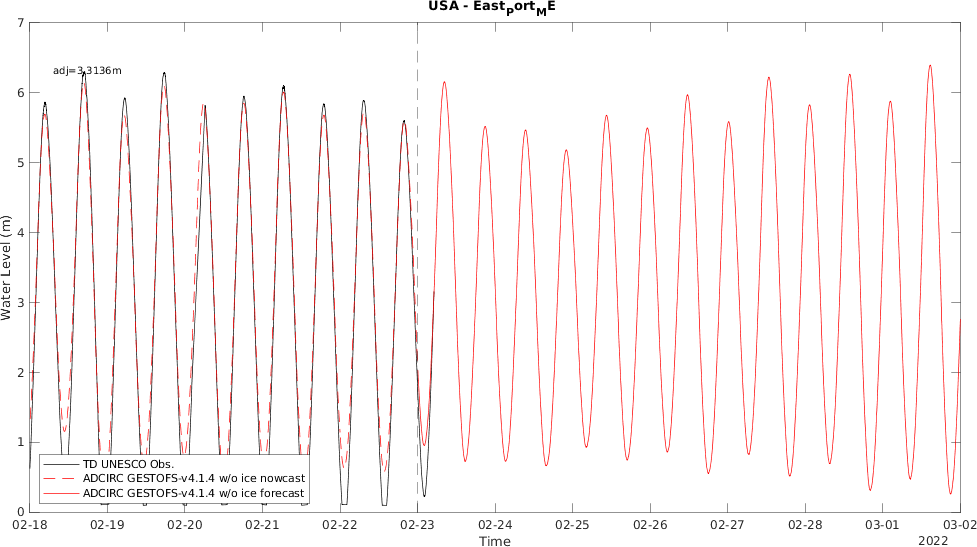 USA - EastPortME
7
adj=3.3136m
6
5
4
3
2
1
0
Water Level (m)
TD UNESCO Obs.
ADCIRC GESTOFS-v4.1.4 w/o ice nowcast
ADCIRC GESTOFS-v4.1.4 w/o ice forecast
02-18 02-19 02-20 02-21 02-22 02-23 02-24 02-25 02-26 02-27 02-28 03-01 03-02
Time
2022